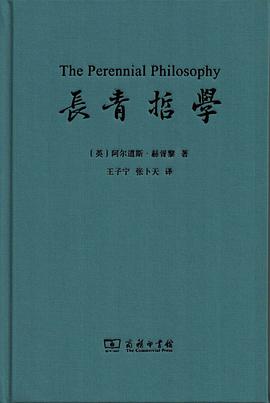 The Perennial Philosophy
長青哲學
（英）阿尔道斯·赫胥黎 著
王子宁 张卜天 译
商務印書館
The Commercial Press